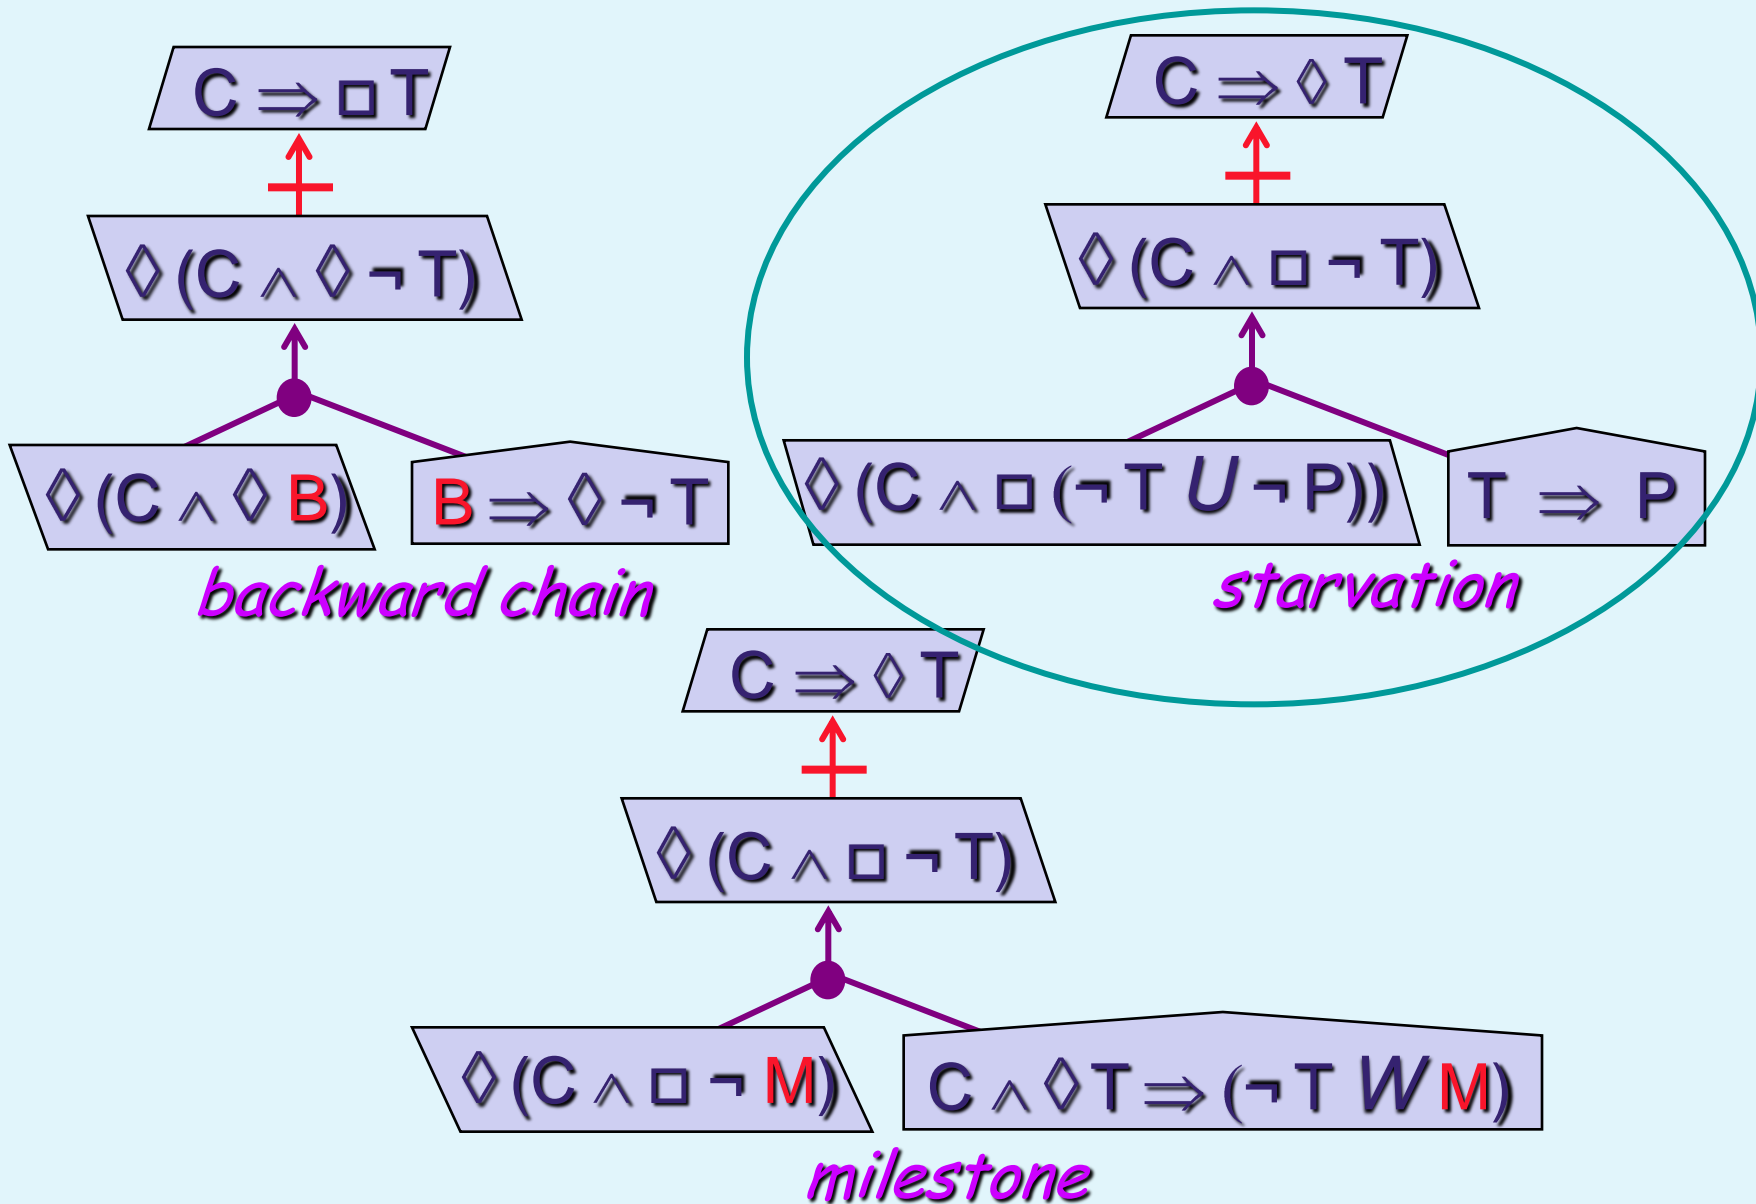 C ⇒ □ T
◊ (C ∧ ◊ ¬ T)
◊ (C ∧ ◊ B)
B ⇒ ◊ ¬ T
backward chain
C ⇒ ◊ T
◊ (C ∧ □ ¬ T)
◊ (C ∧ □ (¬ T U ¬ P))
T ⇒ P
starvation
C ⇒ ◊ T
◊ (C ∧ □ ¬ T)
◊ (C ∧ □ ¬ M)
C ∧ ◊ T ⇒ (¬ T W M)
milestone